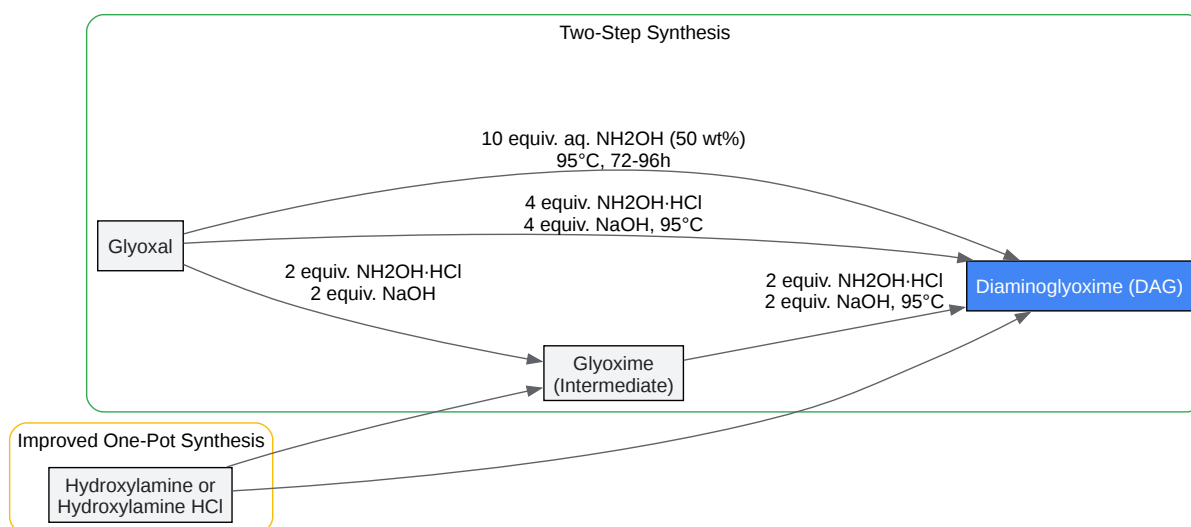 Two-Step Synthesis
10 equiv. aq. NH2OH (50 wt%)
95°C, 72-96h
4 equiv. NH2OH·HCl
4 equiv. NaOH, 95°C
Glyoxal
2 equiv. NH2OH·HCl
2 equiv. NaOH
2 equiv. NH2OH·HCl
2 equiv. NaOH, 95°C
Diaminoglyoxime (DAG)
Glyoxime
(Intermediate)
Improved One-Pot Synthesis
Hydroxylamine or
Hydroxylamine HCl